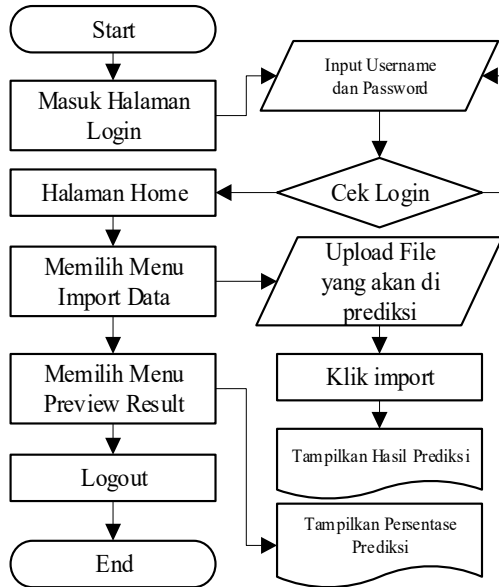 Start
Masuk Halaman
Login
Input Username
dan Password
Cek Login
Halaman Home
Memilih Menu
Import Data
Upload File
yang akan di
prediksi
Klik import
Memilih Menu
Preview Result
Tampilkan Hasil Prediksi
Logout
Tampilkan Persentase
Prediksi
End